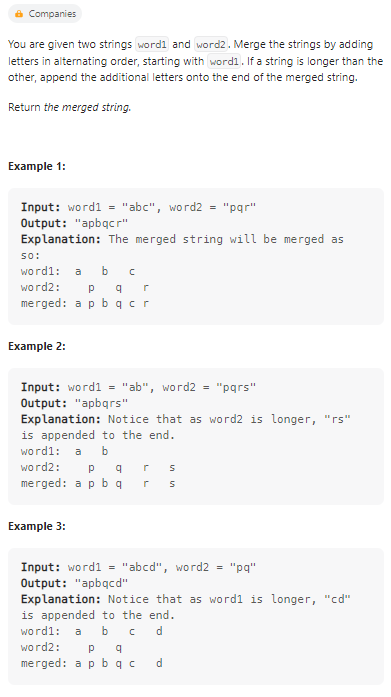 Companies
You are given two strings word1 and word2. Merge the strings by adding
letters in alternating order, starting with word1. If a string is longer than the
other, append the additional letters onto the end of the merged string.
Return the merged string.
Example 1:
Input: word1 = "abc", word2 = "pqr"
Output: "apbqcr"
Explanation: The merged string will be merged as
so:
word1:  a   b   c
word2:    p   q   r
merged: a p b q c r
Example 2:
Input: word1 = "ab", word2 = "pqrs"
Output: "apbqrs"
Explanation: Notice that as word2 is longer, "rs"
is appended to the end.
word1:  a   b
word2:    p   q   r   s
merged: a p b q   r   s
Example 3:
Input: word1 = "abcd", word2 = "pq"
Output: "apbqcd"
Explanation: Notice that as word1 is longer, "cd"
is appended to the end.
word1:  a   b   c   d
word2:    p   q
merged: a p b q c   d